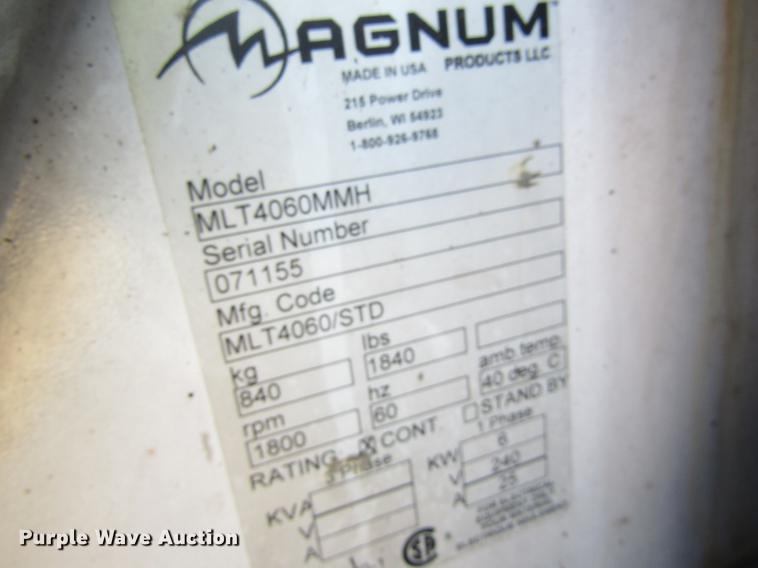 MAGNUM
MADE IN USA PRODUCTS LLC
215 Power Drive
Berlin, WI 54923
1-800-926-9768
Model
MLT4060MMH
Serial Number
071155
Mfg. Code
MLT4060/STD
kg lbs
840 1840
rpm hz amb.temp.
1800 60 40 deg. C
RATING CONT. STAND BY
3 Phase 1 Phase
KVA KW 6
V V 240
A A 25
Purple Wave Auction